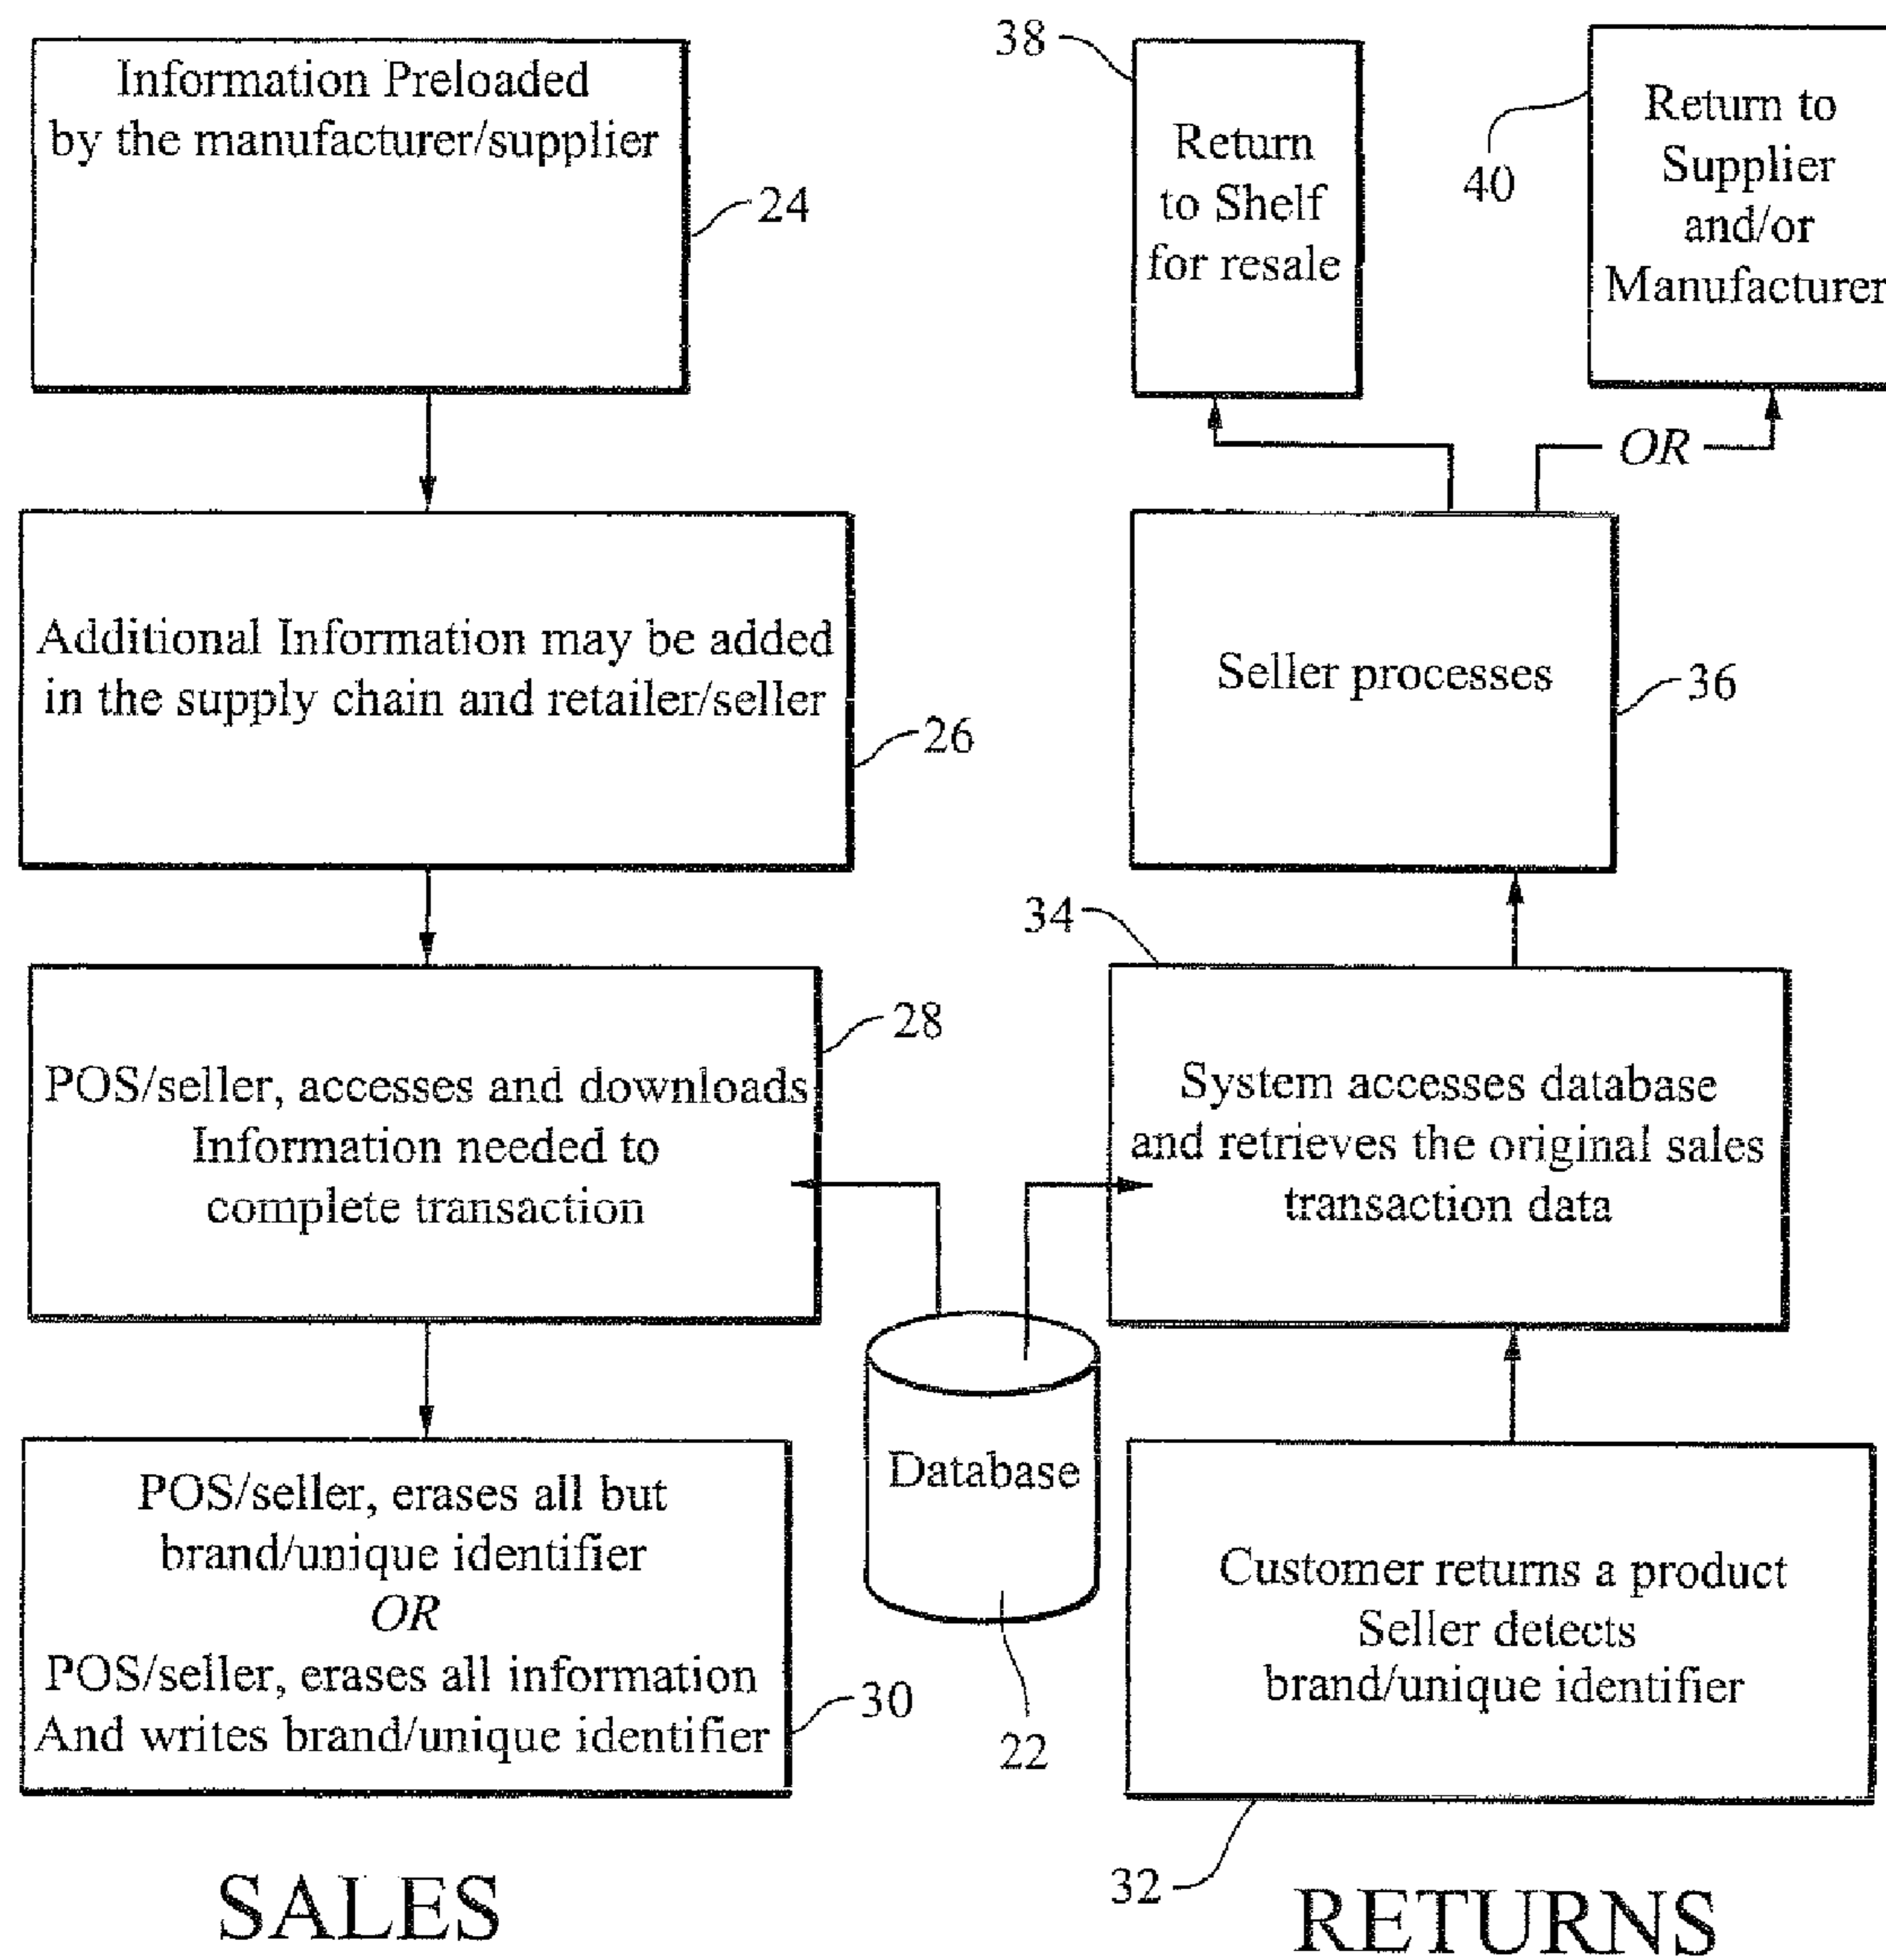 Information Preloaded
by the manufacturer/supplier
24
Additional Information may be added
in the supply chain and retailer/seller
26
POS/seller, accesses and downloads
Information needed to
complete transaction
28
POS/seller, erases all but
brand/unique identifier
OR
POS/seller, erases all information
And writes brand/unique identifier
30
SALES
Database
22
38
Return
to Shelf
for resale
40
Return to
Supplier
and/or
Manufacturer
OR
Seller processes
36
34
System accesses database
and retrieves the original sales
transaction data
Customer returns a product
Seller detects
brand/unique identifier
32
RETURNS